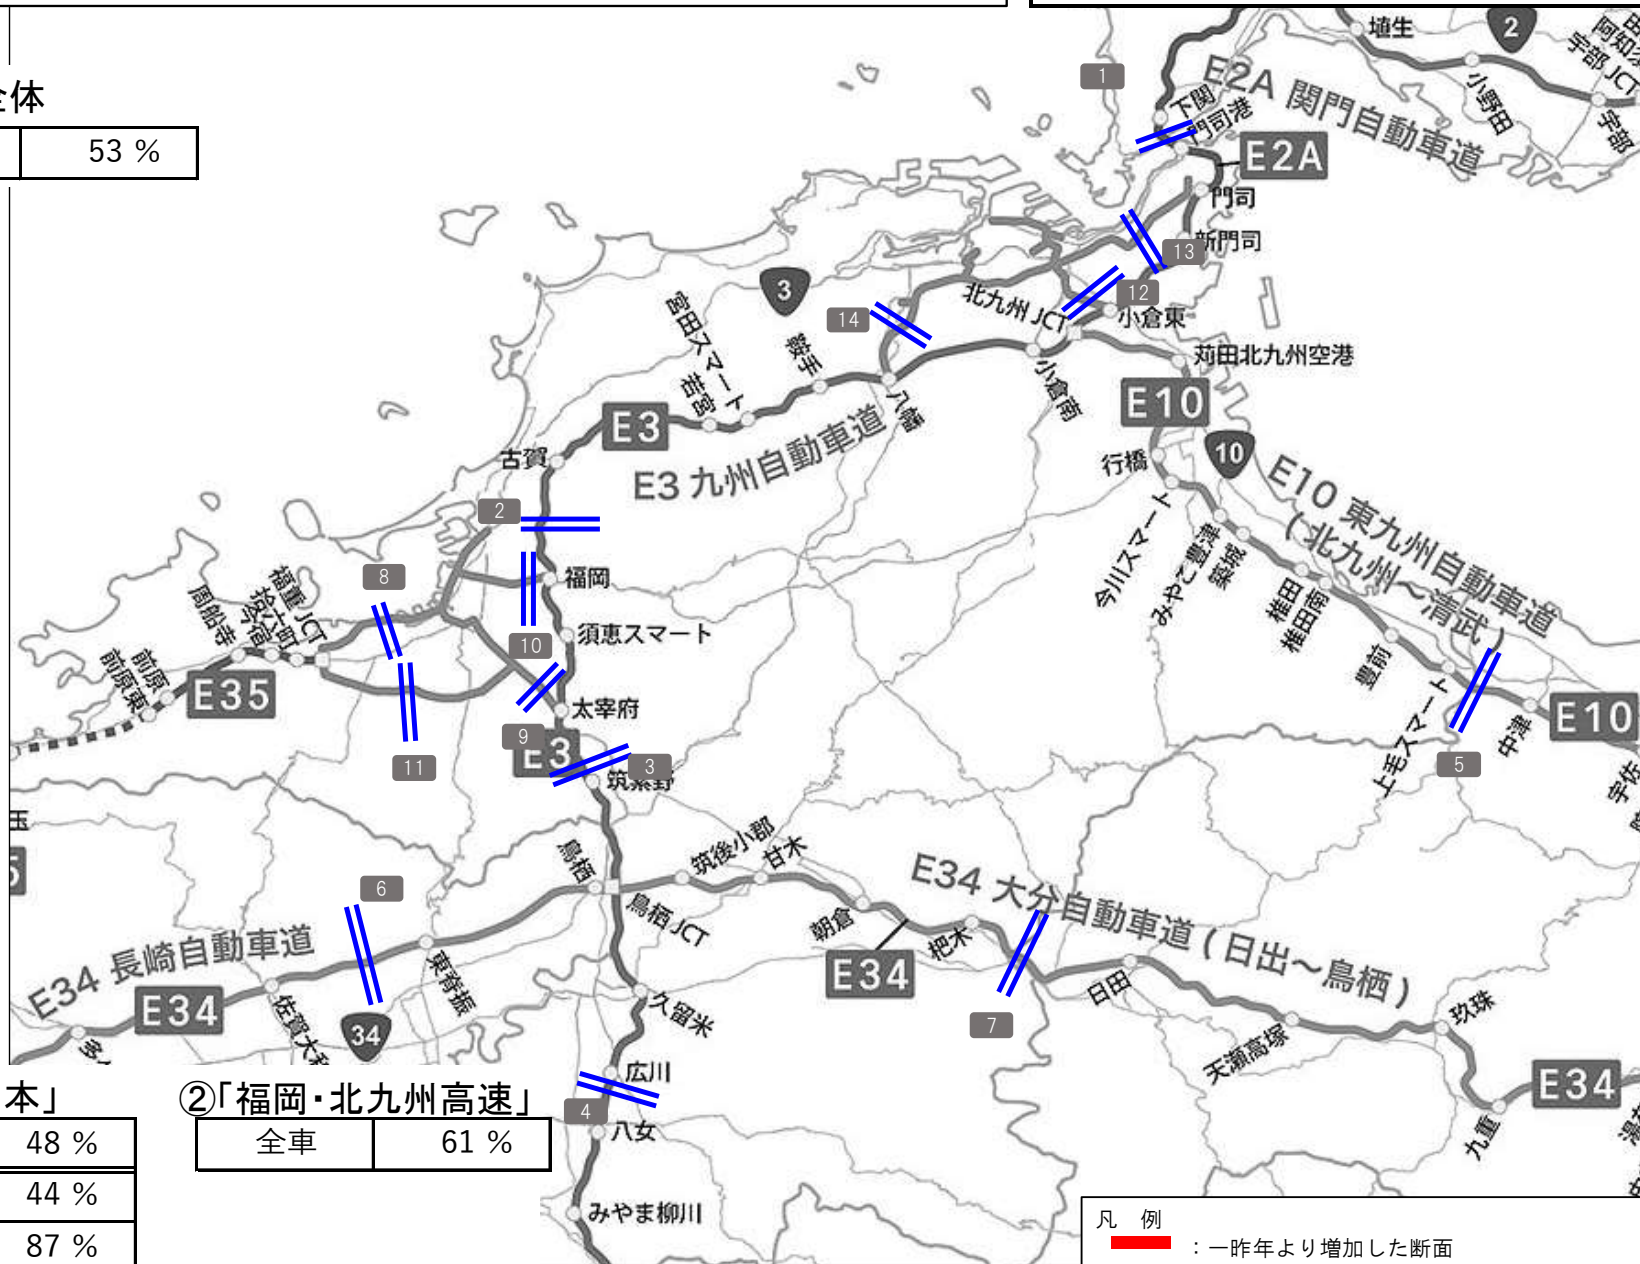 全体
53 %
1
埴生
2
宇部 JCT
小野田
宇部
E2A 関門自動車道
下関
門司港
E2A
門司
新門司
13
3
北九州 JCT
12
小倉東
14
宮田スマート
鞍手
若宮
苅田北九州空港
小倉南
八幡
E10
E3
古賀
E3 九州自動車道
行橋
10
E10 東九州自動車道
( 北九州～清武 )
2
今川スマート
みやこ豊津
築城
椎田
椎田南
8
福岡
福重 JCT
拾六町
今宿
周船寺
須恵スマート
10
前原
前原東
豊前
E35
太宰府
上毛スマート
中津
E10
9
E3
3
11
筑紫野
5
宇佐
玉
5
鳥栖
筑後小郡
甘木
6
E34 大分自動車道 ( 日出～鳥栖 )
鳥栖 JCT
朝倉
杷木
E34 長崎自動車道
東脊振
E34
E34
日田
久留米
佐賀大和
34
7
玖珠
天瀬高塚
多久
広川
E34
本」
②「福岡・北九州高速」
4
八女
九重
48 %
全車
61 %
44 %
みやま柳川
凡 例
87 %
：一昨年より増加した断面